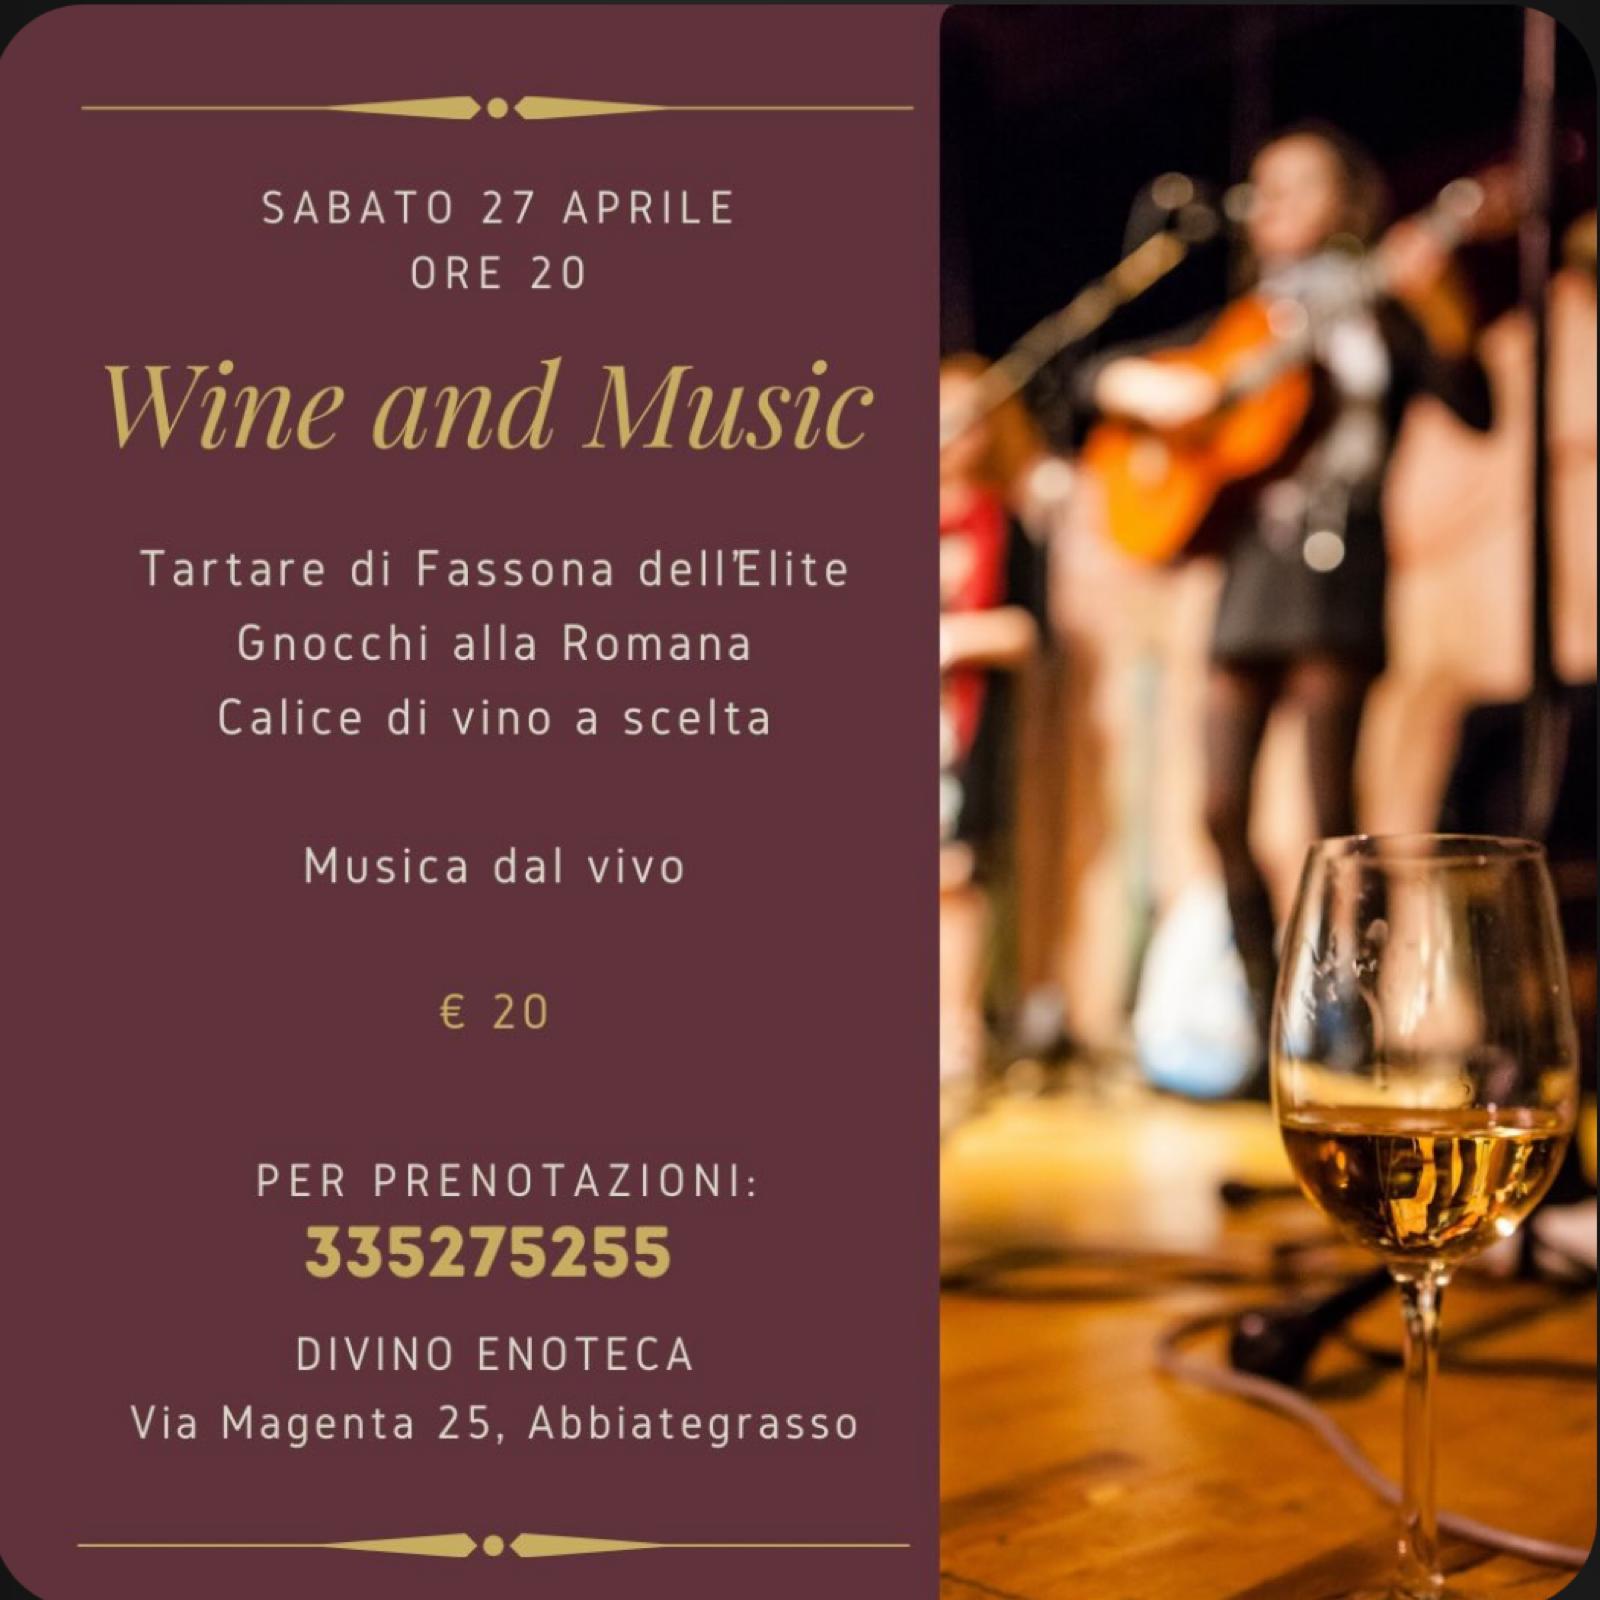 SABATO 27 APRILE
ORE 20
Wine and Music
Tartare di Fassona dell'Elite
Gnocchi alla Romana
Calice di vino a scelta
Musica dal vivo
€ 20
PER PRENOTAZIONI:
335275255
DIVINO ENOTECA
Via Magenta 25, Abbiategrasso